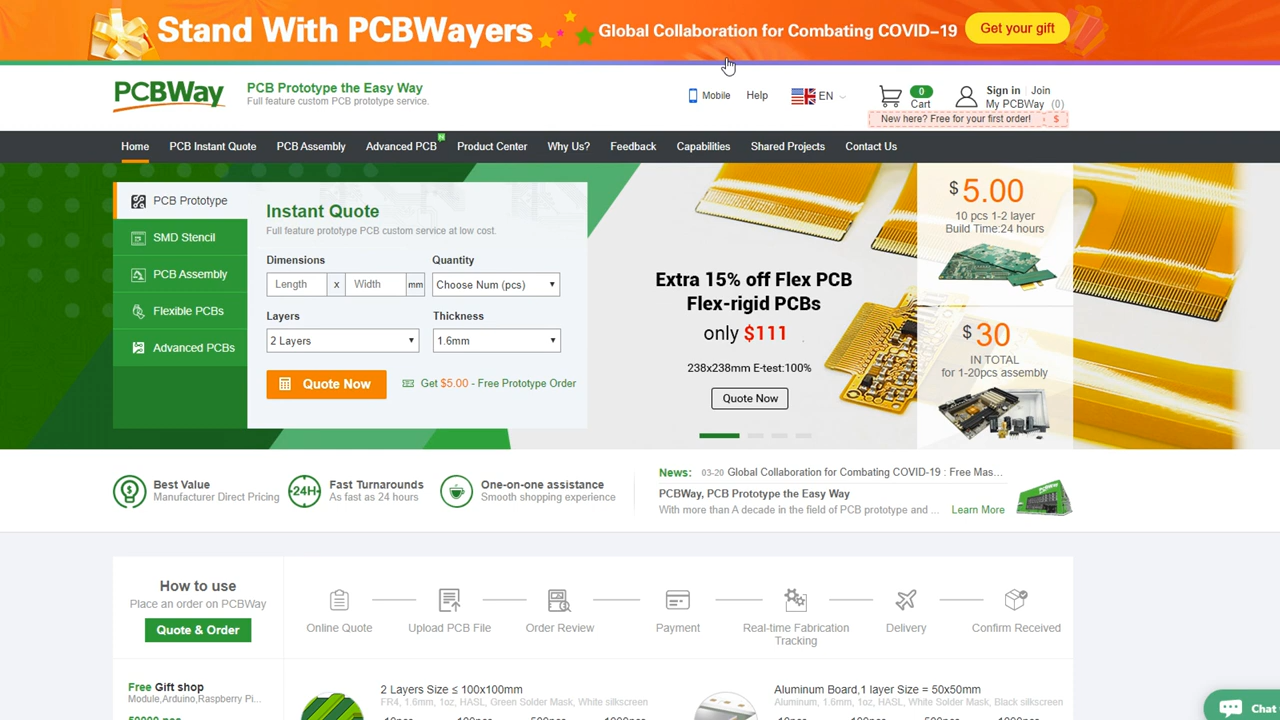 Stand With PCBWayers
Global Collaboration for Combating COVID-19
Get your gift
PCBWay
PCB Prototype the Easy Way
Full feature custom PCB prototype service.
Mobile
Help
EN
0
Cart
Sign in | Join
My PCBWay (0)
New here? Free for your first order! $
Home
PCB Instant Quote
PCB Assembly
Advanced PCB
N
Product Center
Why Us?
Feedback
Capabilities
Shared Projects
Contact Us
PCB Prototype
SMD Stencil
PCB Assembly
Flexible PCBs
Advanced PCBs
Instant Quote
Full feature prototype PCB custom service at low cost.
Dimensions
Quantity
Length x Width mm
Choose Num (pcs)
Layers
Thickness
2 Layers
1.6mm
Quote Now
Get $5.00 - Free Prototype Order
Extra 15% off Flex PCB
Flex-rigid PCBs
only $111
238x238mm E-test:100%
Quote Now
$5.00
10 pcs 1-2 layer
Build Time:24 hours
$30
IN TOTAL
for 1-20pcs assembly
Best Value
Manufacturer Direct Pricing
24H
Fast Turnarounds
As fast as 24 hours
One-on-one assistance
Smooth shopping experience
News: 03-20 Global Collaboration for Combating COVID-19 : Free Mas...
PCBWay, PCB Prototype the Easy Way
With more than A decade in the field of PCB prototype and ... Learn More
How to use
Place an order on PCBWay
Quote & Order
Online Quote
Upload PCB File
Order Review
Payment
Real-time Fabrication
Tracking
Delivery
Confirm Received
Free Gift shop
Module,Arduino,Raspberry Pi...
2 Layers Size ≤ 100x100mm
FR4, 1.6mm, 1oz, HASL, Green Solder Mask, White silkscreen
Aluminum Board,1 layer Size = 50x50mm
Aluminum, 1.6mm, 1oz, HASL, White Solder Mask, Black silkscreen
Chat